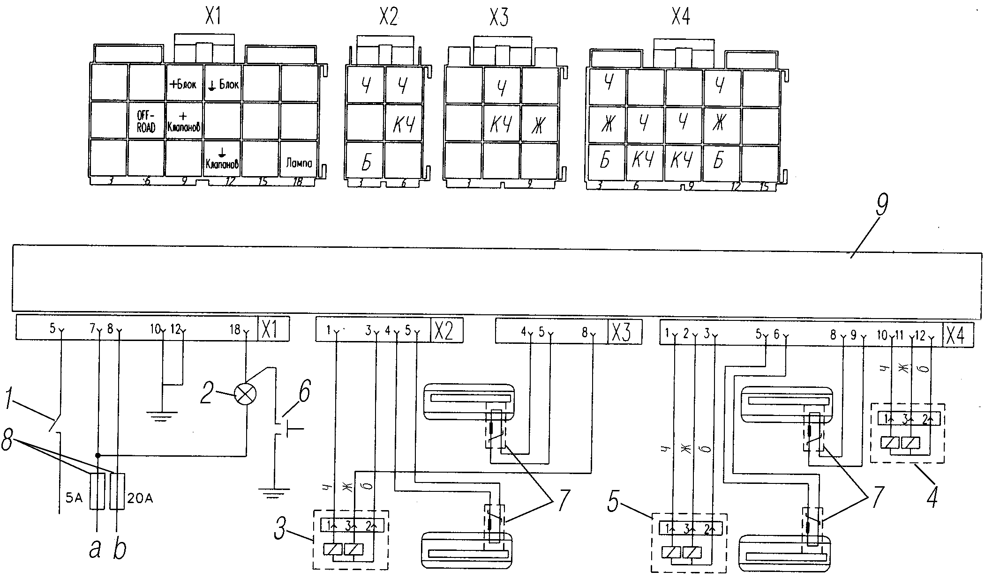 X1 X2 X3 X4
+Блок Блок
OFF-ROAD + Клапанов
Клапанов Лампа
3 6 9 12 15 18
Ч Ч
КЧ
Б
3 6
Ч
КЧ Ж
3 9
Ч Ч
Ж Ч Ч Ж
Б КЧ КЧ Б
3 6 9 12 15
9
5 7 8 10 12 18 X1
1 3 4 5 X2
4 5 8 X3
1 2 3 5 6 8 9 10 11 12 X4
ч ж б
1 2 6
1 3 2
8
ч ж б
4
5А 20А
ч ж б
7 7
5
3
1 3 2
1 3 2
a b